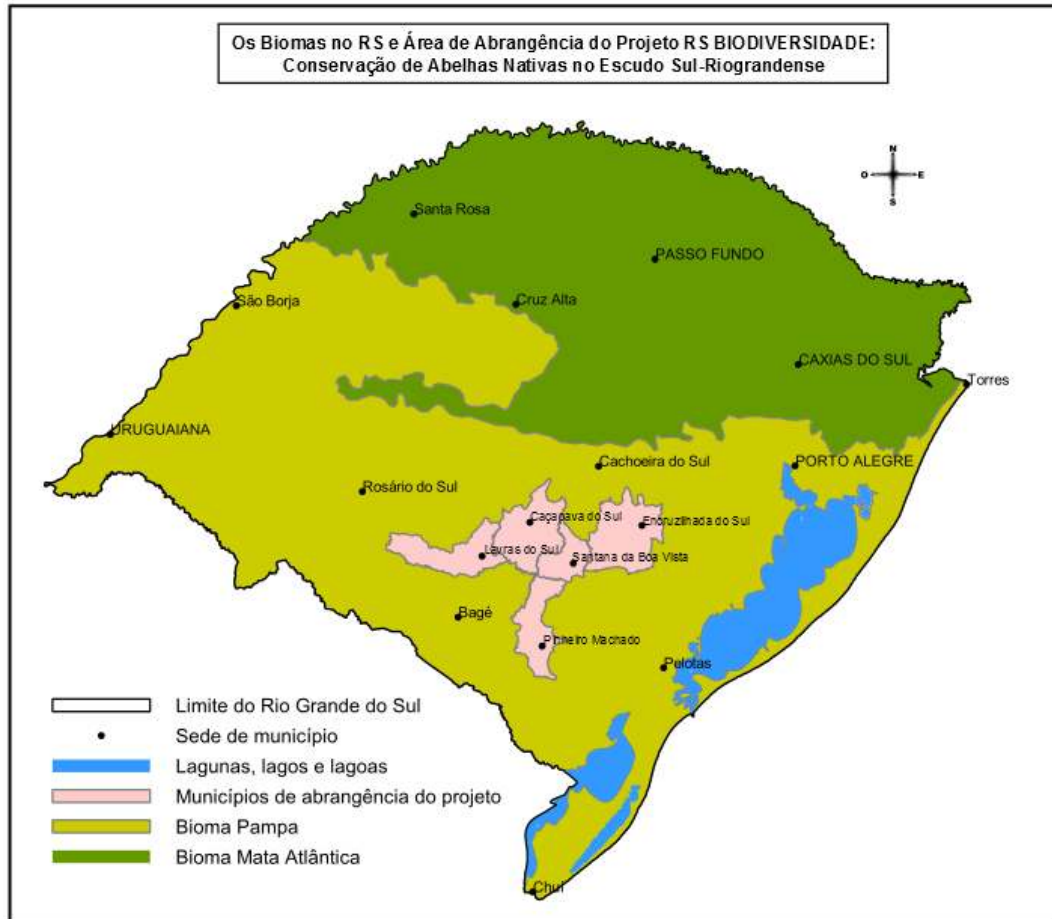 Os Biomas no RS e Área de Abrangência do Projeto RS BIODIVERSIDADE:
Conservação de Abelhas Nativas no Escudo Sul-Riograndense
N
O E
S
Santa Rosa
PASSO FUNDO
São Borja
Cruz Alta
CAXIAS DO SUL
Torres
URUGUAIANA
Cachoeira do Sul
PORTO ALEGRE
Rosário do Sul
Caçapava do Sul
Encruzilhada do Sul
Lavras do Sul
Santana da Boa Vista
Bagé
Pinheiro Machado
Pelotas
Limite do Rio Grande do Sul
Sede de município
Lagunas, lagos e lagoas
Municípios de abrangência do projeto
Bioma Pampa
Bioma Mata Atlântica
Chuí